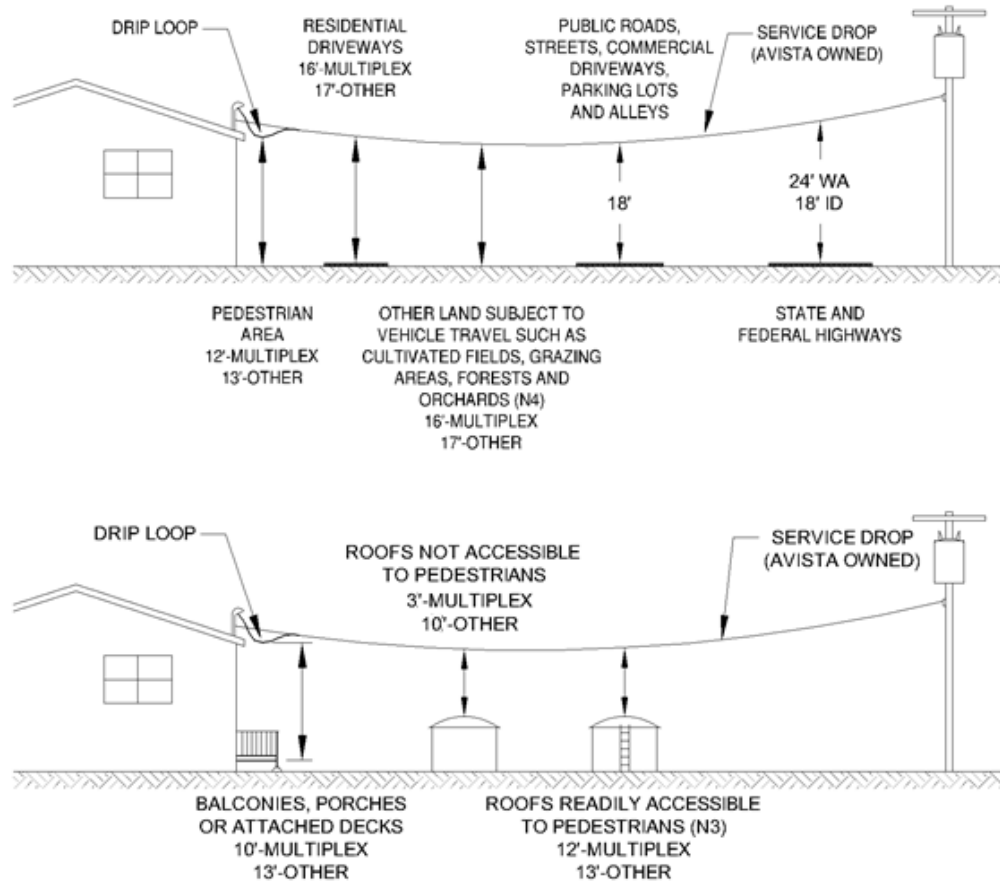 DRIP LOOP
RESIDENTIAL
DRIVEWAYS
16'-MULTIPLEX
17'-OTHER
PUBLIC ROADS,
STREETS, COMMERCIAL
DRIVEWAYS,
PARKING LOTS
AND ALLEYS
SERVICE DROP
(AVISTA OWNED)
18'
24' WA
18' ID
PEDESTRIAN
AREA
12'-MULTIPLEX
13'-OTHER
OTHER LAND SUBJECT TO
VEHICLE TRAVEL SUCH AS
CULTIVATED FIELDS, GRAZING
AREAS, FORESTS AND
ORCHARDS (N4)
16'-MULTIPLEX
17'-OTHER
STATE AND
FEDERAL HIGHWAYS
DRIP LOOP
ROOFS NOT ACCESSIBLE
TO PEDESTRIANS
3'-MULTIPLEX
10'-OTHER
SERVICE DROP
(AVISTA OWNED)
BALCONIES, PORCHES
OR ATTACHED DECKS
10'-MULTIPLEX
13'-OTHER
ROOFS READILY ACCESSIBLE
TO PEDESTRIANS (N3)
12'-MULTIPLEX
13'-OTHER